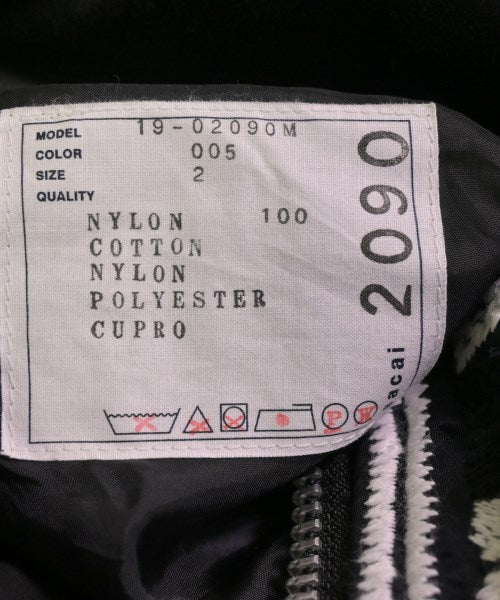 MODEL 19-02090M
COLOR 005
SIZE 2
QUALITY
NYLON 100
COTTON
NYLON
POLYESTER
CUPRO
P W
2090
sacai